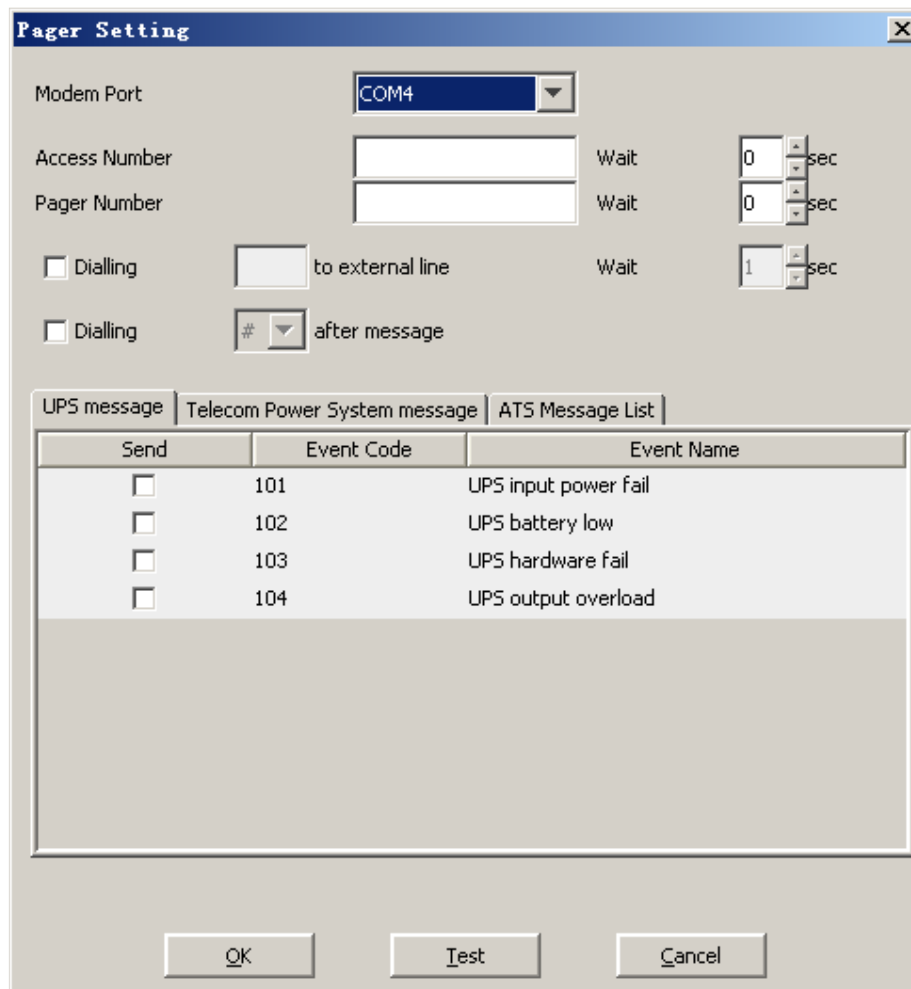 Pager Setting
Modem Port COM4
Access Number Wait 0 sec
Pager Number Wait 0 sec
Dialling to external line Wait 1 sec
Dialling # after message
UPS message Telecom Power System message ATS Message List
Send Event Code Event Name
101 UPS input power fail
102 UPS battery low
103 UPS hardware fail
104 UPS output overload
OK Test Cancel